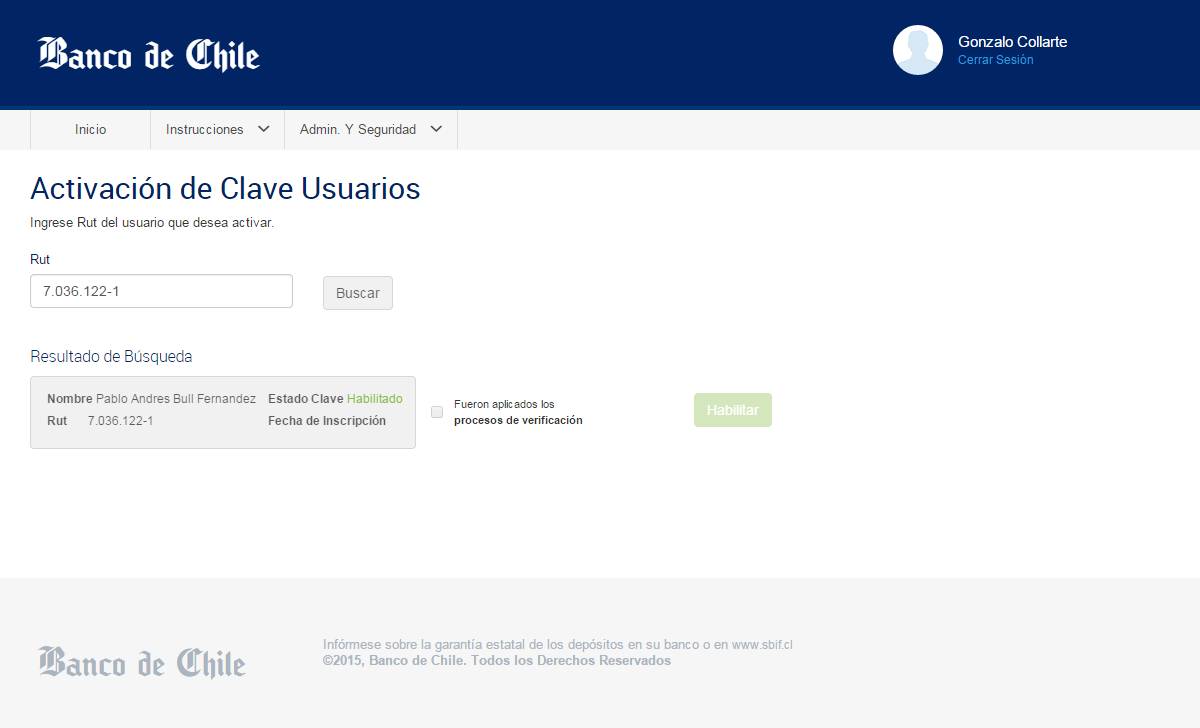 Banco de Chile
Gonzalo Collarte
Cerrar Sesión
Inicio
Instrucciones
Admin. Y Seguridad
Activación de Clave Usuarios
Ingrese Rut del usuario que desea activar.
Rut
7.036.122-1
Buscar
Resultado de Búsqueda
Nombre Pablo Andres Bull Fernandez Estado Clave Habilitado
Rut 7.036.122-1 Fecha de Inscripción
Fueron aplicados los
procesos de verificación
Habilitar
Banco de Chile
Infórmese sobre la garantía estatal de los depósitos en su banco o en www.sbif.cl
©2015, Banco de Chile. Todos los Derechos Reservados